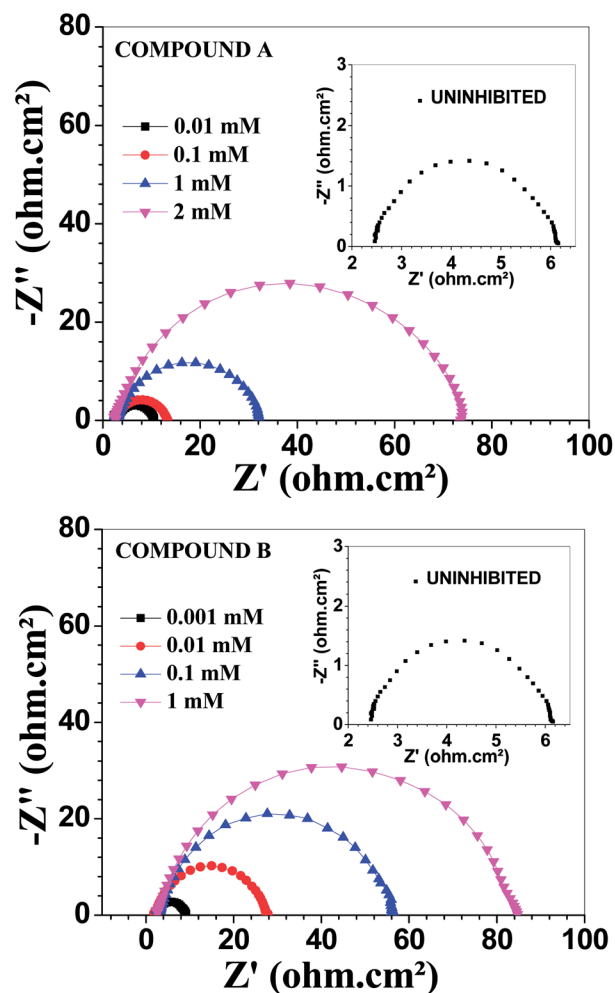 80
COMPOUND A
0.01 mM
0.1 mM
1 mM
2 mM
60
40
20
0
-Z" (ohm.cm²)
3
UNINHIBITED
2
1
0
-Z" (ohm.cm²)
2 3 4 5 6
Z' (ohm.cm²)
0 20 40 60 80 100
Z' (ohm.cm²)
80
COMPOUND B
0.001 mM
0.01 mM
0.1 mM
1 mM
60
40
20
0
-Z" (ohm.cm²)
3
UNINHIBITED
2
1
0
-Z" (ohm.cm²)
2 3 4 5 6
Z' (ohm.cm²)
0 20 40 60 80 100
Z' (ohm.cm²)